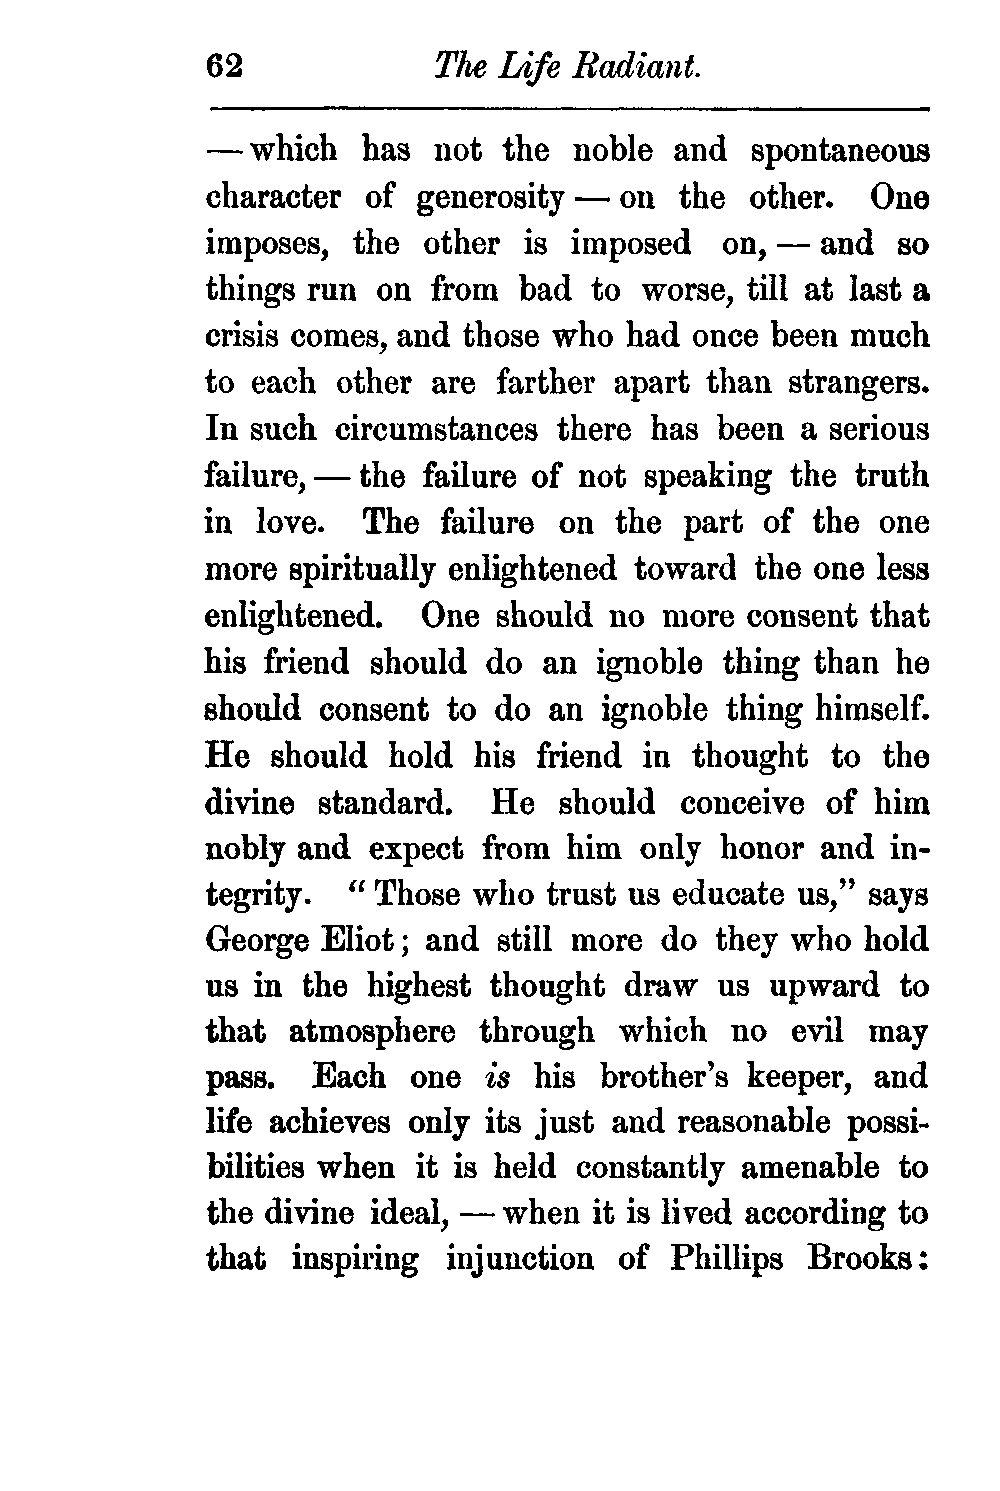 62 The Life Radiant.
— which has not the noble and spontaneous
character of generosity — on the other. One
imposes, the other is imposed on, — and so
things run on from bad to worse, till at last a
crisis comes, and those who had once been much
to each other are farther apart than strangers.
In such circumstances there has been a serious
failure, — the failure of not speaking the truth
in love. The failure on the part of the one
more spiritually enlightened toward the one less
enlightened. One should no more consent that
his friend should do an ignoble thing than he
should consent to do an ignoble thing himself.
He should hold his friend in thought to the
divine standard. He should conceive of him
nobly and expect from him only honor and in-
tegrity. “Those who trust us educate us,” says
George Eliot; and still more do they who hold
us in the highest thought draw us upward to
that atmosphere through which no evil may
pass. Each one is his brother’s keeper, and
life achieves only its just and reasonable possi-
bilities when it is held constantly amenable to
the divine ideal, — when it is lived according to
that inspiring injunction of Phillips Brooks: